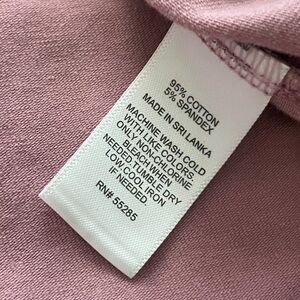 95% COTTON
5% SPANDEX
MADE IN SRI LANKA
MACHINE WASH COLD
WITH LIKE COLORS
ONLY NON-CHLORINE
BLEACH WHEN
NEEDED TUMBLE DRY
LOW COOL IRON
IF NEEDED
RN# 55285